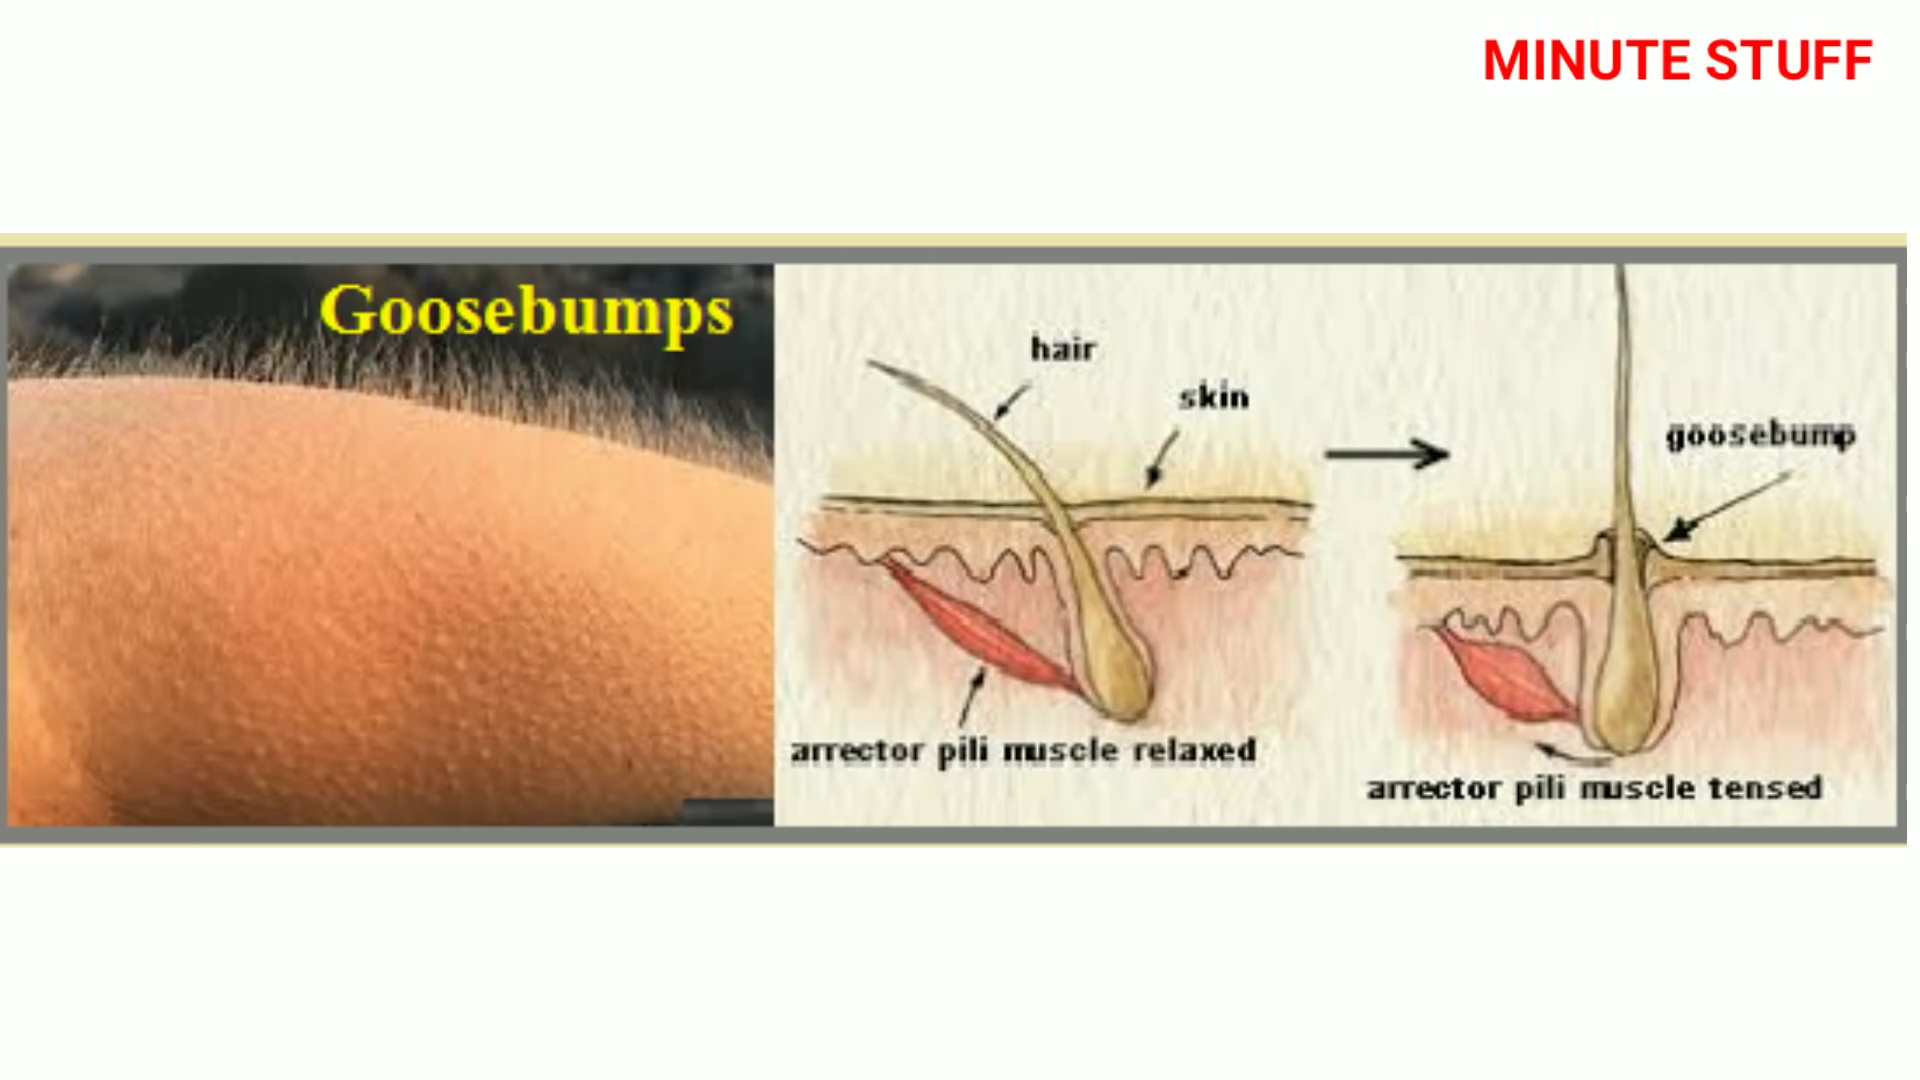 MINUTE STUFF
Goosebumps
hair
skin
goosebump
arrector pili muscle relaxed
arrector pili muscle tensed